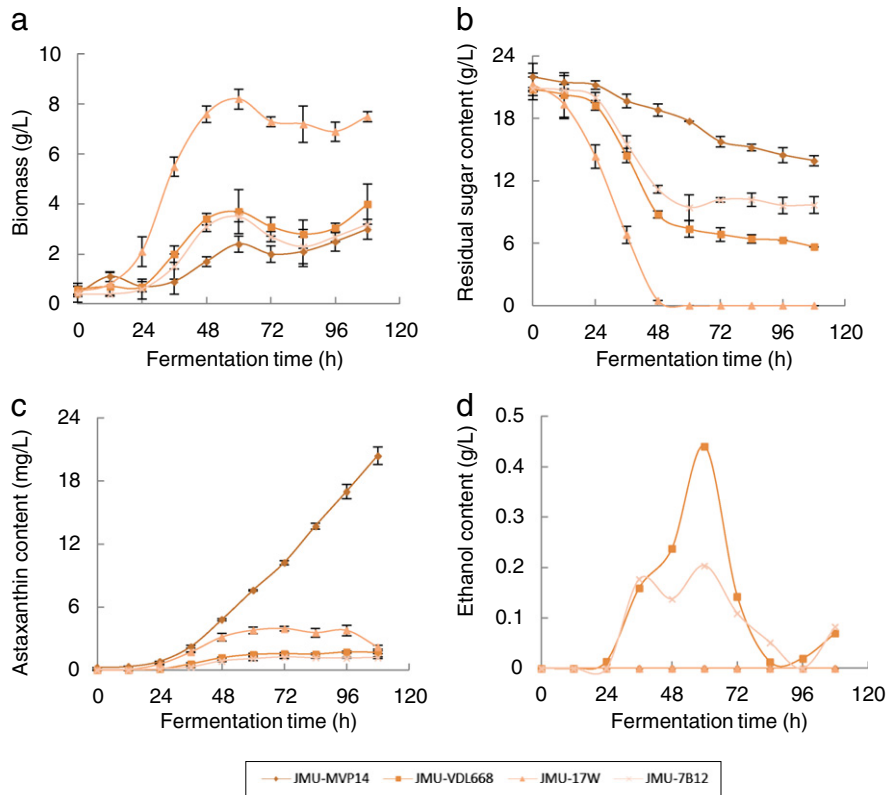 a
Biomass (g/L)
10
8
6
4
2
0
0 24 48 72 96 120
Fermentation time (h)
b
Residual sugar content (g/L)
24
18
12
6
0
0 24 48 72 96 120
Fermentation time (h)
c
Astaxanthin content (mg/L)
24
18
12
6
0
0 24 48 72 96 120
Fermentation time (h)
d
Ethanol content (g/L)
0.5
0.4
0.3
0.2
0.1
0
0 24 48 72 96 120
Fermentation time (h)
JMU-MVP14 JMU-VDL668 JMU-17W JMU-7B12